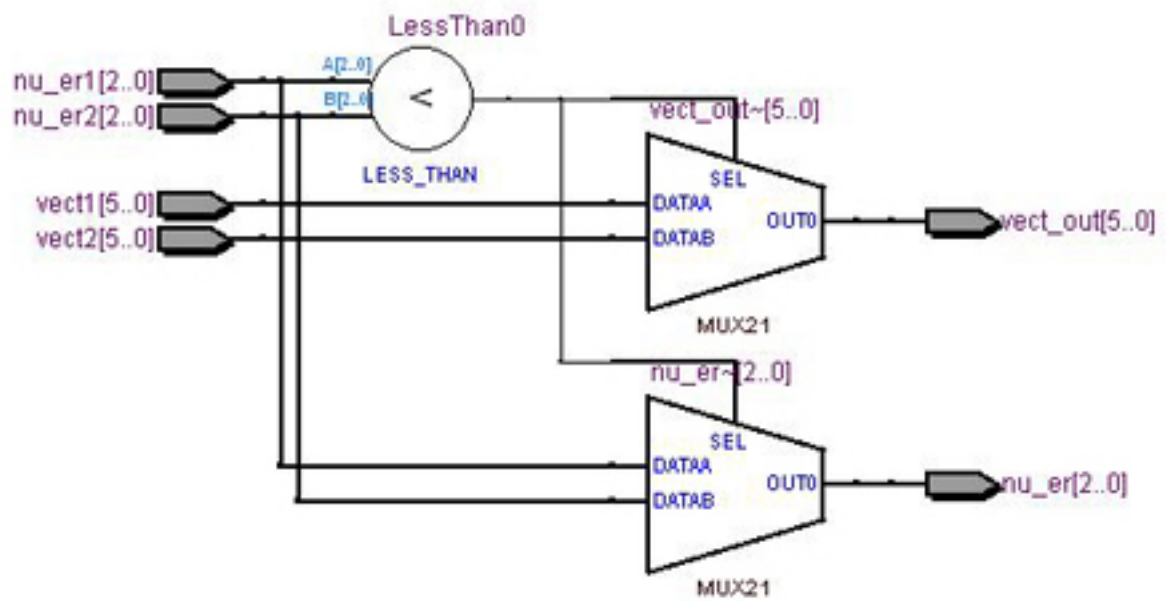 LessThan0
nu_er1[2..0]
A[2..0]
nu_er2[2..0]
B[2..0]
<
LESS_THAN
vect_out~[5..0]
SEL
vect1[5..0]
DATAA
OUT0
vect_out[5..0]
vect2[5..0]
DATAB
MUX21
nu_er~[2..0]
SEL
DATAA
OUT0
nu_er[2..0]
DATAB
MUX21